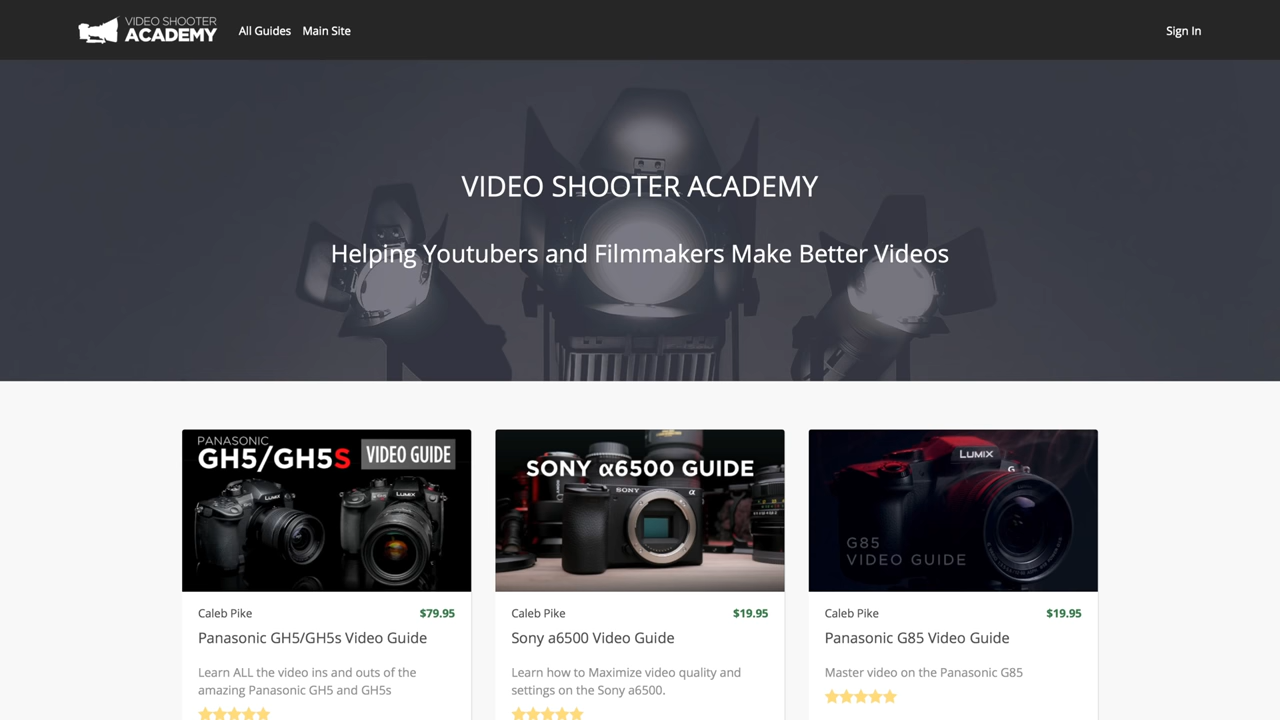 VIDEO SHOOTER
ACADEMY
All Guides
Main Site
Sign In
VIDEO SHOOTER ACADEMY
Helping Youtubers and Filmmakers Make Better Videos
PANASONIC
GH5/GH5S
VIDEO GUIDE
LUMIX
LUMIX
SONY α6500 GUIDE
SONY
α
LUMIX
G
G85
VIDEO GUIDE
Caleb Pike
$79.95
Panasonic GH5/GH5s Video Guide
Learn ALL the video ins and outs of the
amazing Panasonic GH5 and GH5s
Caleb Pike
$19.95
Sony a6500 Video Guide
Learn how to Maximize video quality and
settings on the Sony a6500.
Caleb Pike
$19.95
Panasonic G85 Video Guide
Master video on the Panasonic G85